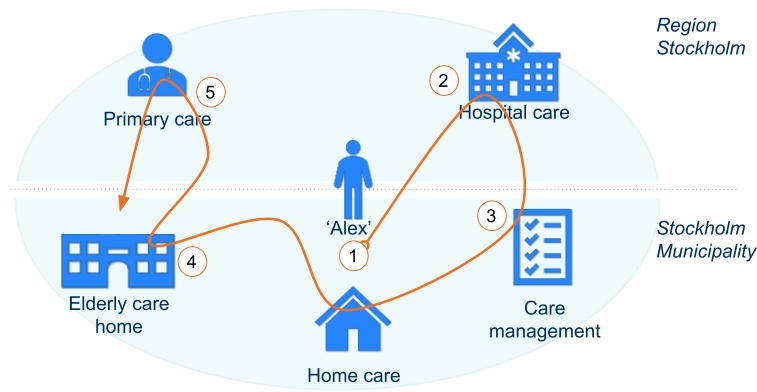 Region
Stockholm
2
5
Hospital care
Primary care
'Alex'
3
Stockholm
Municipality
1
4
Elderly care
home
Care
management
Home care